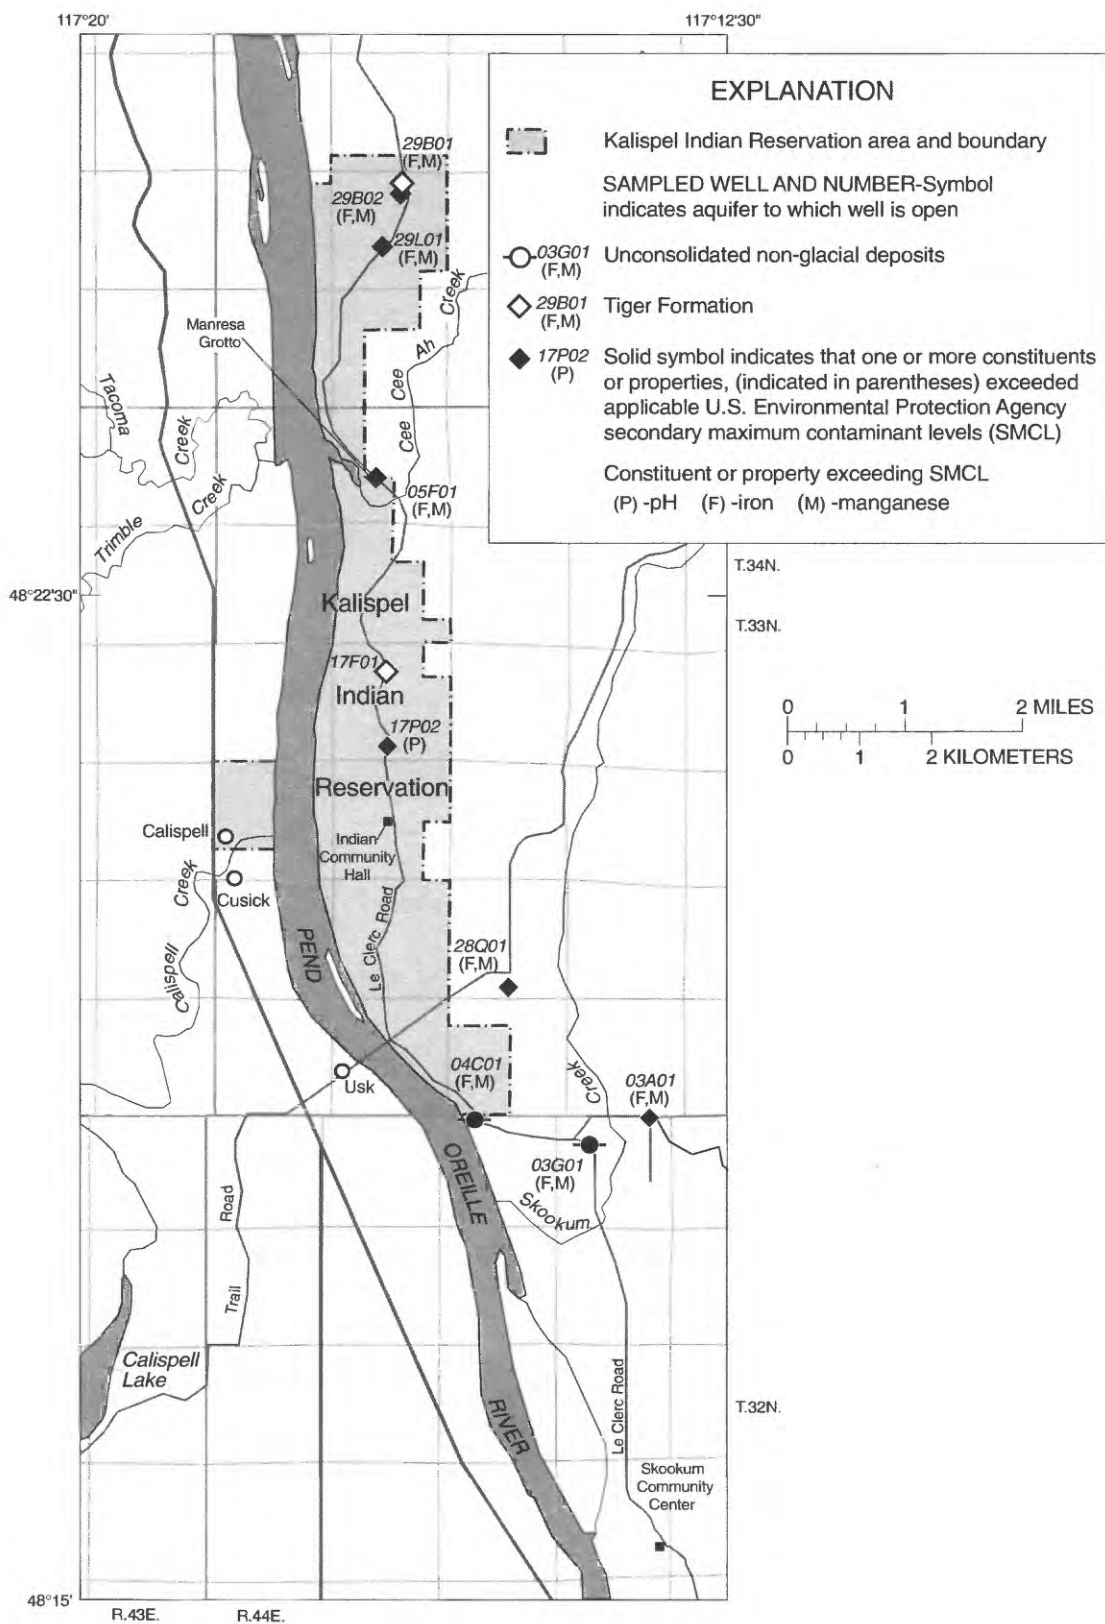 117°20'
117°12'30"
EXPLANATION
Kalispel Indian Reservation area and boundary
SAMPLED WELL AND NUMBER-Symbol
indicates aquifer to which well is open
03G01
(F,M)
Unconsolidated non-glacial deposits
29B01
(F,M)
Tiger Formation
17P02
(P)
Solid symbol indicates that one or more constituents
or properties, (indicated in parentheses) exceeded
applicable U.S. Environmental Protection Agency
secondary maximum contaminant levels (SMCL)
Constituent or property exceeding SMCL
(P) -pH (F) -iron (M) -manganese
29B01
(F,M)
29B02
(F,M)
29L01
(F,M)
Creek
Ah
Cee
Cee
Manresa
Grotto
Tacoma
Creek
Creek
Trimble
05F01
(F,M)
T.34N.
48°22'30"
T.33N.
Kalispel
17F01
Indian
17P02
(P)
Reservation
0 1 2 MILES
0 1 2 KILOMETERS
Calispell
Indian
Community
Hall
Creek
Cusick
Calispell
Le Clerc Road
PEND
28Q01
(F,M)
Usk
04C01
(F,M)
Creek
03A01
(F,M)
OREILLE
03G01
(F,M)
Skookum
Road
Trail
Calispell
Lake
Le Clerc Road
T.32N.
RIVER
Skookum
Community
Center
48°15'
R.43E.
R.44E.